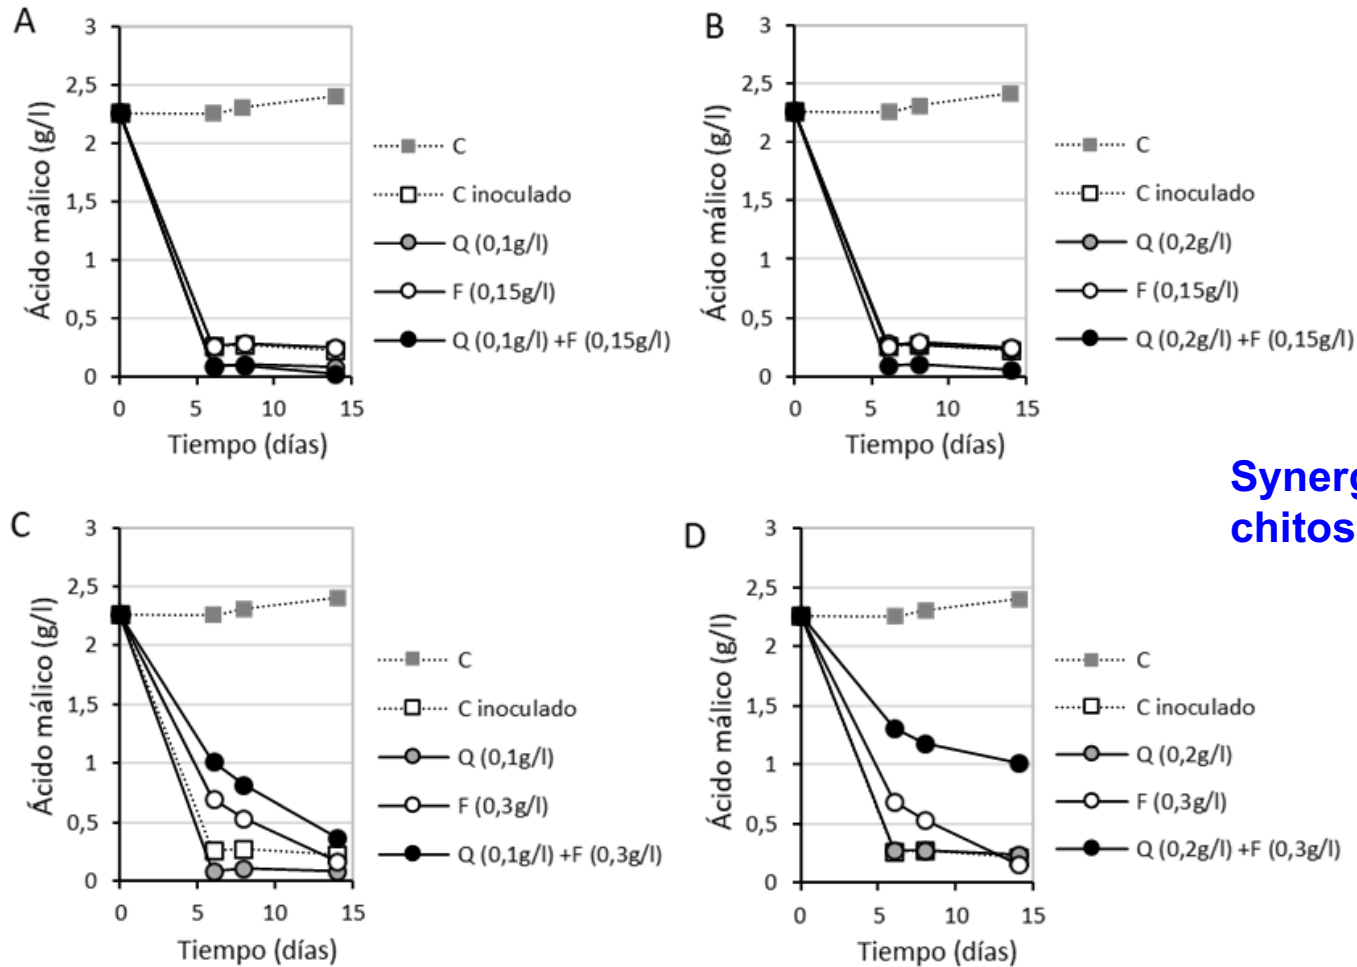 A
3
2,5
2
1,5
1
0,5
0
0 5 10 15
Ácido málico (g/l)
Tiempo (días)
C
C inoculado
Q (0,1g/l)
F (0,15g/l)
Q (0,1g/l) +F (0,15g/l)
B
3
2,5
2
1,5
1
0,5
0
0 5 10 15
Ácido málico (g/l)
Tiempo (días)
C
C inoculado
Q (0,2g/l)
F (0,15g/l)
Q (0,2g/l) +F (0,15g/l)
C
3
2,5
2
1,5
1
0,5
0
0 5 10 15
Ácido málico (g/l)
Tiempo (días)
C
C inoculado
Q (0,1g/l)
F (0,3g/l)
Q (0,1g/l) +F (0,3g/l)
D
3
2,5
2
1,5
1
0,5
0
0 5 10 15
Ácido málico (g/l)
Tiempo (días)
C
C inoculado
Q (0,2g/l)
F (0,3g/l)
Q (0,2g/l) +F (0,3g/l)